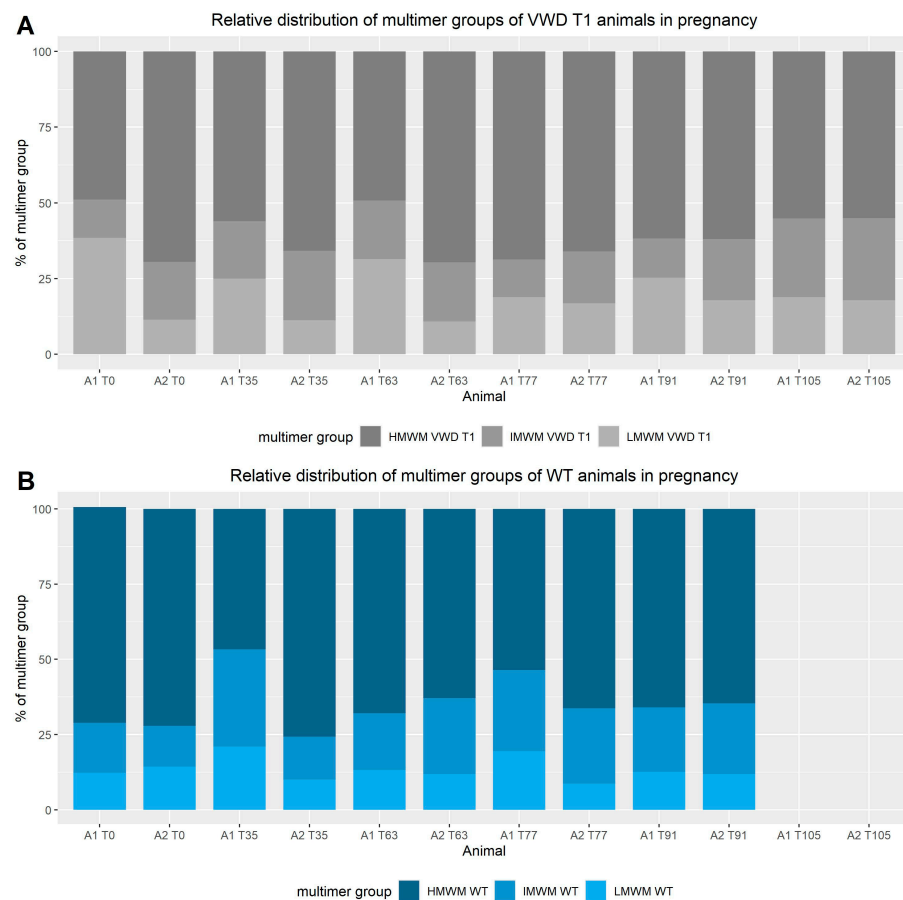 A
Relative distribution of multimer groups of VWD T1 animals in pregnancy
% of multimer group
100
75
50
25
0
A1 T0 A2 T0 A1 T35 A2 T35 A1 T63 A2 T63 A1 T77 A2 T77 A1 T91 A2 T91 A1 T105 A2 T105
Animal
multimer group HMWM VWD T1 IMWM VWD T1 LMWM VWD T1
B
Relative distribution of multimer groups of WT animals in pregnancy
% of multimer group
100
75
50
25
0
A1 T0 A2 T0 A1 T35 A2 T35 A1 T63 A2 T63 A1 T77 A2 T77 A1 T91 A2 T91 A1 T105 A2 T105
Animal
multimer group HMWM WT IMWM WT LMWM WT